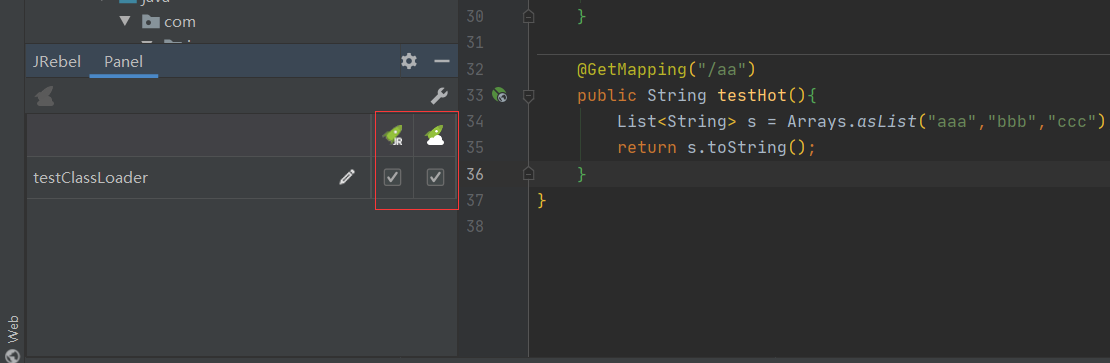 java
com
JRebel Panel
JR
testClassLoader
Web
30 }
31
32 @GetMapping("/aa")
33 public String testHot(){
34 List<String> s = Arrays.asList("aaa","bbb","ccc")
35 return s.toString();
36 }
37 }
38